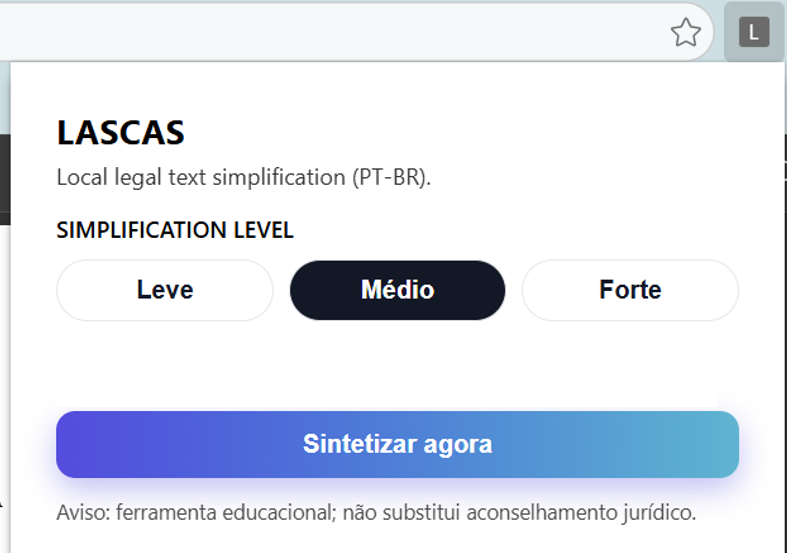 L
LASCAS
Local legal text simplification (PT-BR).
SIMPLIFICATION LEVEL
Leve Médio Forte
Sintetizar agora
Aviso: ferramenta educacional; não substitui aconselhamento jurídico.